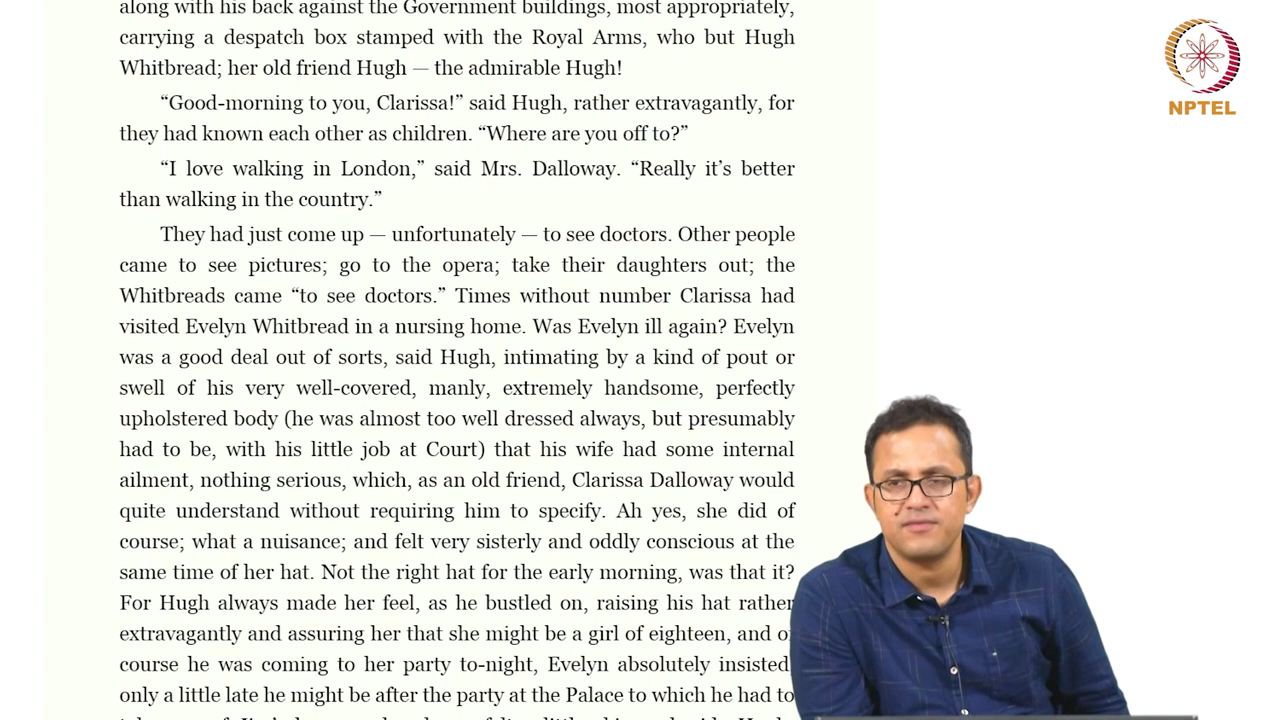 along with his back against the Government buildings, most appropriately,
carrying a despatch box stamped with the Royal Arms, who but Hugh
Whitbread; her old friend Hugh — the admirable Hugh!
“Good-morning to you, Clarissa!” said Hugh, rather extravagantly, for
they had known each other as children. “Where are you off to?”
“I love walking in London,” said Mrs. Dalloway. “Really it’s better
than walking in the country.”
They had just come up — unfortunately — to see doctors. Other people
came to see pictures; go to the opera; take their daughters out; the
Whitbreads came “to see doctors.” Times without number Clarissa had
visited Evelyn Whitbread in a nursing home. Was Evelyn ill again? Evelyn
was a good deal out of sorts, said Hugh, intimating by a kind of pout or
swell of his very well-covered, manly, extremely handsome, perfectly
upholstered body (he was almost too well dressed always, but presumably
had to be, with his little job at Court) that his wife had some internal
ailment, nothing serious, which, as an old friend, Clarissa Dalloway would
quite understand without requiring him to specify. Ah yes, she did of
course; what a nuisance; and felt very sisterly and oddly conscious at the
same time of her hat. Not the right hat for the early morning, was that it?
For Hugh always made her feel, as he bustled on, raising his hat rather
extravagantly and assuring her that she might be a girl of eighteen, and of
course he was coming to her party to-night, Evelyn absolutely insisted,
only a little late he might be after the party at the Palace to which he had to
NPTEL